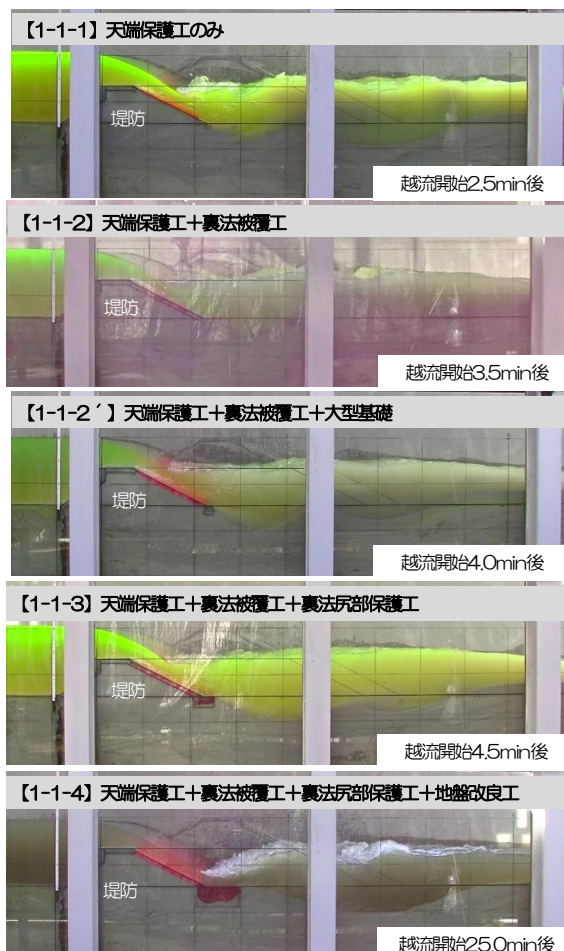 【1-1-1】天端保護工のみ
堤防
越流開始2.5min後
【1-1-2】天端保護工＋裏法被覆工
堤防
越流開始3.5min後
【1-1-2´】天端保護工＋裏法被覆工＋大型基礎
堤防
越流開始4.0min後
【1-1-3】天端保護工＋裏法被覆工＋裏法尻部保護工
堤防
越流開始4.5min後
【1-1-4】天端保護工＋裏法被覆工＋裏法尻部保護工＋地盤改良工
堤防
越流開始25.0min後